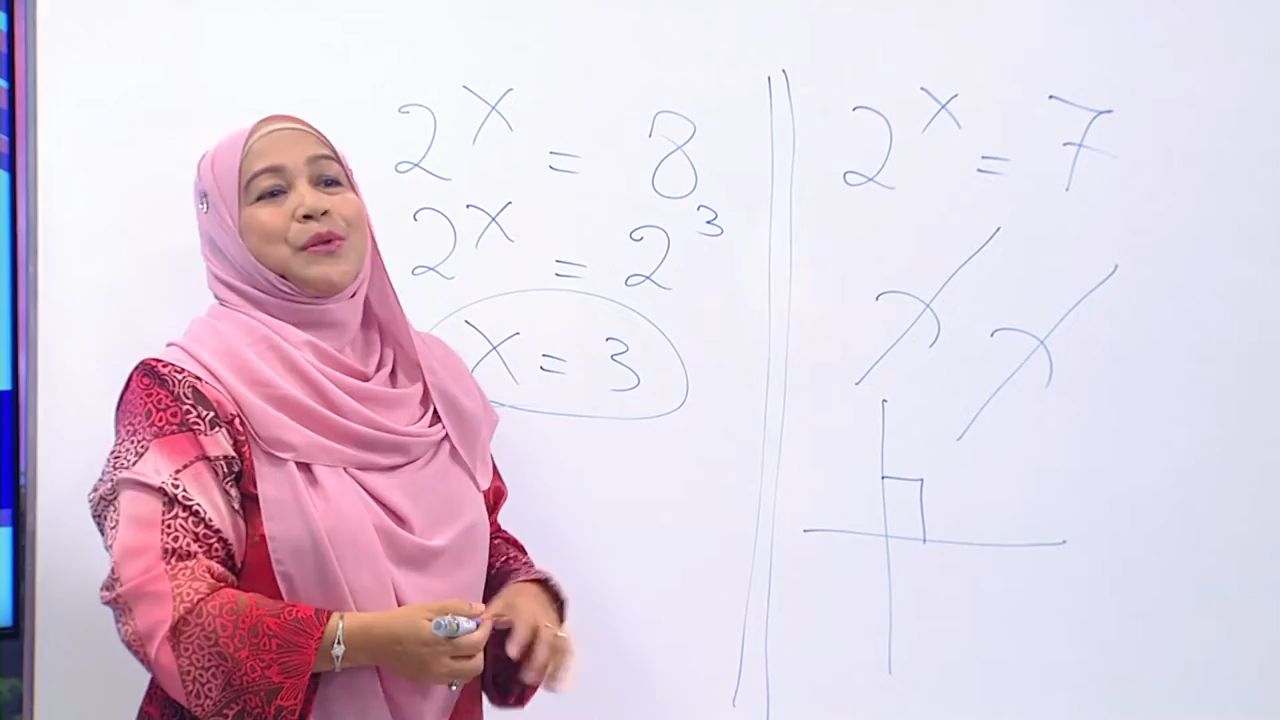 2^x = 8
2^x = 2^3
x = 3
2^x = 7